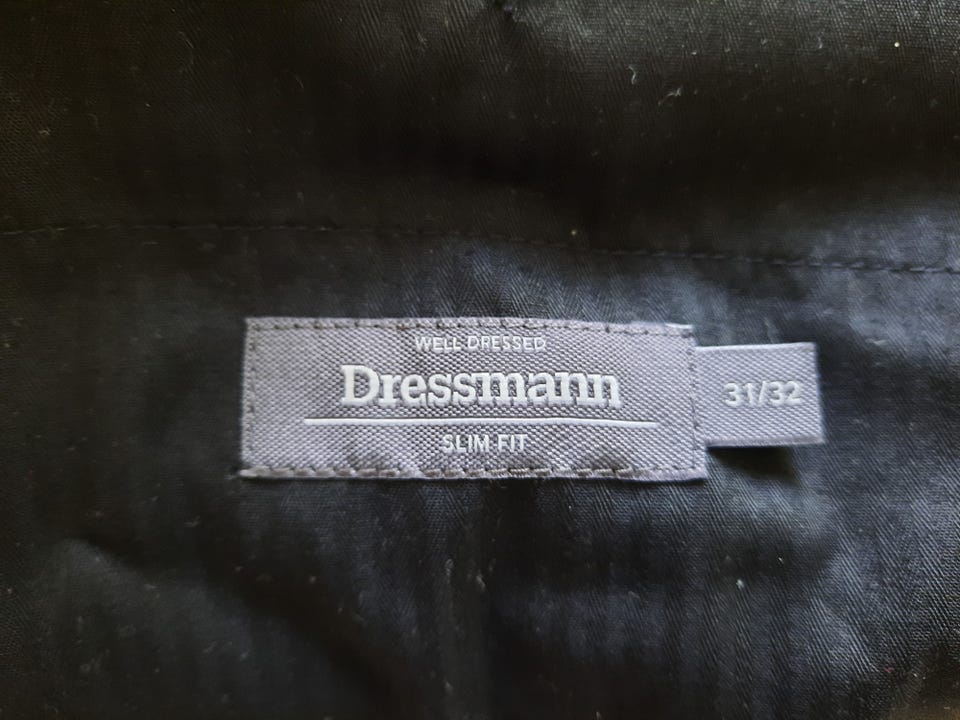 WELL DRESSED
Dressmann
SLIM FIT
31/32